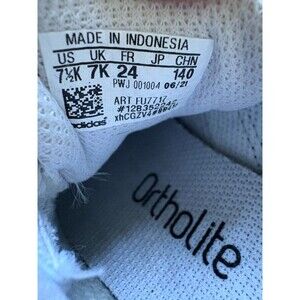 MADE IN INDONESIA
US UK FR JP CHN
7½K 7K 24 140
PWJ 001004 06/21
ART
adidas
Ortholite